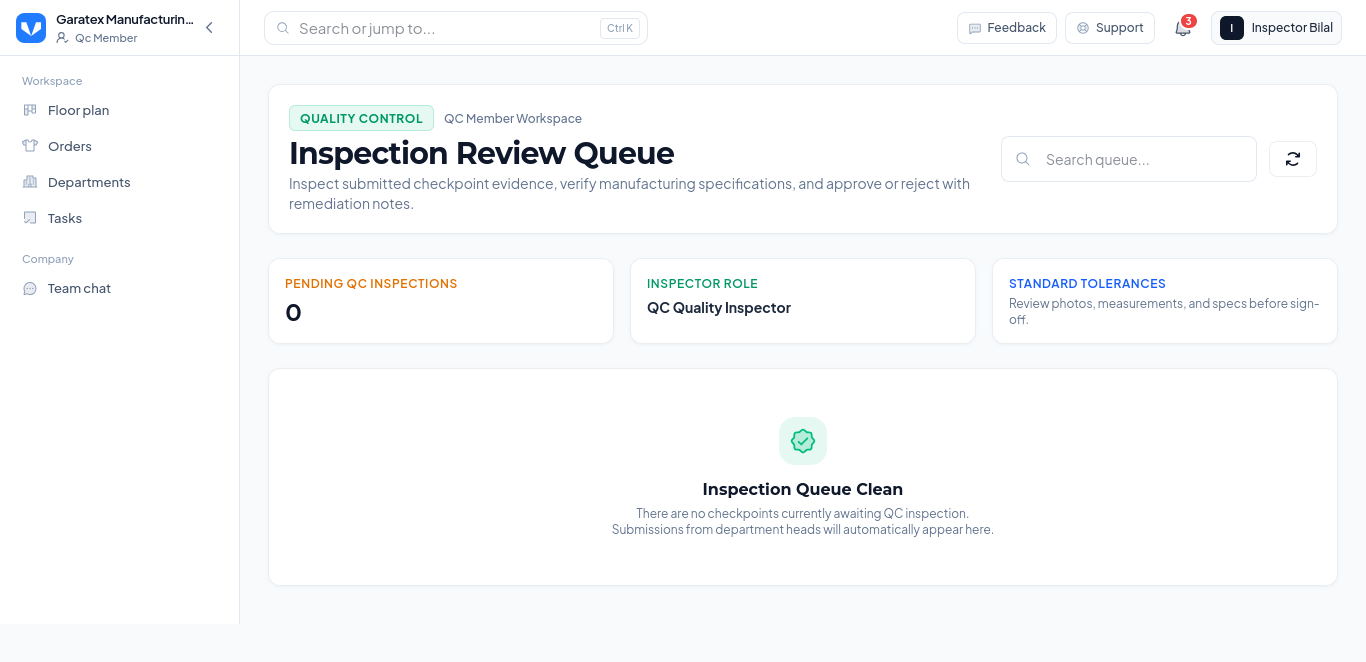 Garatex Manufacturin...
Qc Member
Search or jump to...
Ctrl K
Feedback
Support
3
I
Inspector Bilal
Workspace
Floor plan
Orders
Departments
Tasks
Company
Team chat
QUALITY CONTROL
QC Member Workspace
Inspection Review Queue
Inspect submitted checkpoint evidence, verify manufacturing specifications, and approve or reject with
remediation notes.
Search queue...
PENDING QC INSPECTIONS
0
INSPECTOR ROLE
QC Quality Inspector
STANDARD TOLERANCES
Review photos, measurements, and specs before sign-
off.
Inspection Queue Clean
There are no checkpoints currently awaiting QC inspection.
Submissions from department heads will automatically appear here.